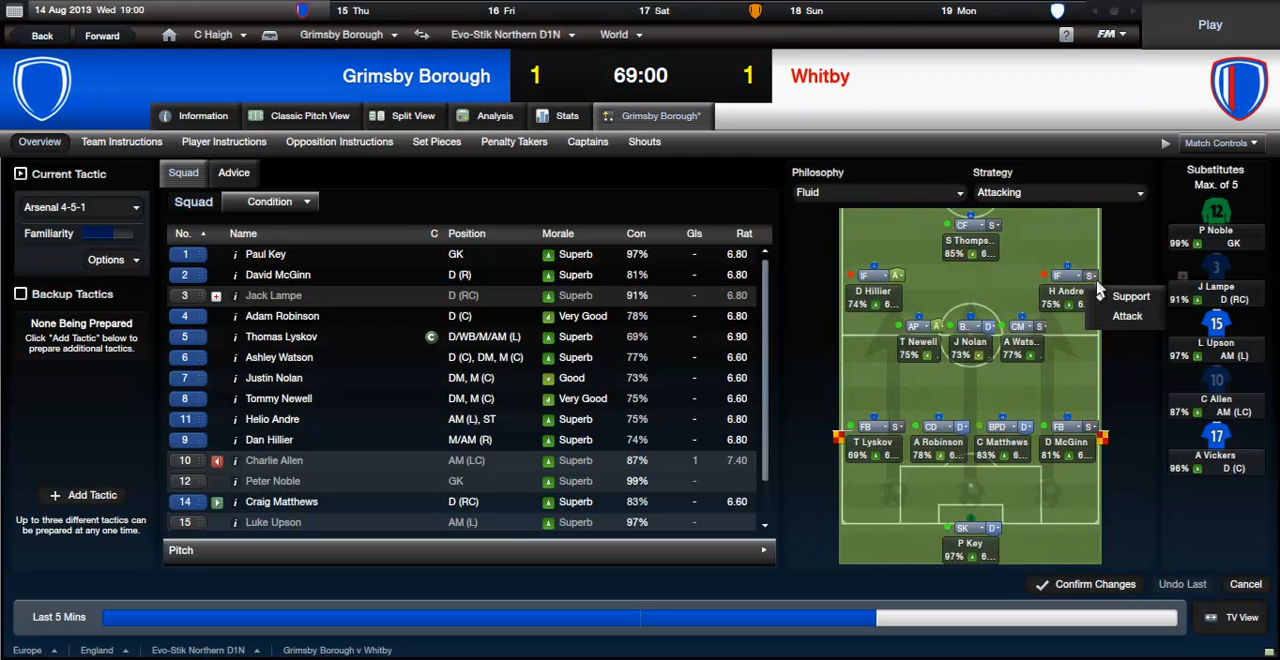 14 Aug 2013 Wed 19:00
15 Thu
16 Fri
17 Sat
18 Sun
19 Mon
Back
Forward
C Haigh
Grimsby Borough
Evo-Stik Northern D1N
World
?
FM
Play
Grimsby Borough
1
69:00
1
Whitby
Information
Classic Pitch View
Split View
Analysis
Stats
Grimsby Borough*
Overview
Team Instructions
Player Instructions
Opposition Instructions
Set Pieces
Penalty Takers
Captains
Shouts
Match Controls
Current Tactic
Arsenal 4-5-1
Familiarity
Options
Backup Tactics
None Being Prepared
Click "Add Tactic" below to
prepare additional tactics.
+ Add Tactic
Up to three different tactics can
be prepared at any one time.
Squad
Advice
Squad
Condition
No. Name C Position Morale Con Gls Rat
1 i Paul Key GK Superb 97% - 6.80
2 i David McGinn D (R) Superb 81% - 6.80
3 i Jack Lampe D (RC) Superb 91% - 6.80
4 i Adam Robinson D (C) Very Good 78% - 6.80
5 i Thomas Lyskov C D/WB/M/AM (L) Superb 69% - 6.90
6 i Ashley Watson D (C), DM, M (C) Superb 77% - 6.60
7 i Justin Nolan DM, M (C) Good 73% - 6.60
8 i Tommy Newell DM, M (C) Very Good 75% - 6.60
11 i Helio Andre AM (L), ST Superb 75% - 6.80
9 i Dan Hillier M/AM (R) Superb 74% - 6.80
10 i Charlie Allen AM (LC) Superb 87% 1 7.40
12 i Peter Noble GK Superb 99% -
14 i Craig Matthews D (RC) Superb 83% - 6.60
15 i Luke Upson AM (L) Superb 97% -
Pitch
Philosophy
Fluid
Strategy
Attacking
CF S
S Thomps..
85% 6...
IF A
D Hillier
74% 6...
IF S
H Andre
75% 6.
Support
Attack
AP A
T Newell
75% .
B.. D
J Nolan
73% .
CM S
A Wats..
77% .
FB S
T Lyskov
69% 6...
CD D
A Robinson
78% 6...
BPD D
C Matthews
83% 6...
FB S
D McGinn
81% 6...
SK D
P Key
97% 6...
Substitutes
Max. of 5
12
P Noble
99% GK
3
J Lampe
91% D (RC)
15
L Upson
97% AM (L)
10
C Allen
87% AM (LC)
17
A Vickers
96% D (C)
Confirm Changes
Undo Last
Cancel
Last 5 Mins
TV View
Europe
England
Evo-Stik Northern D1N
Grimsby Borough v Whitby